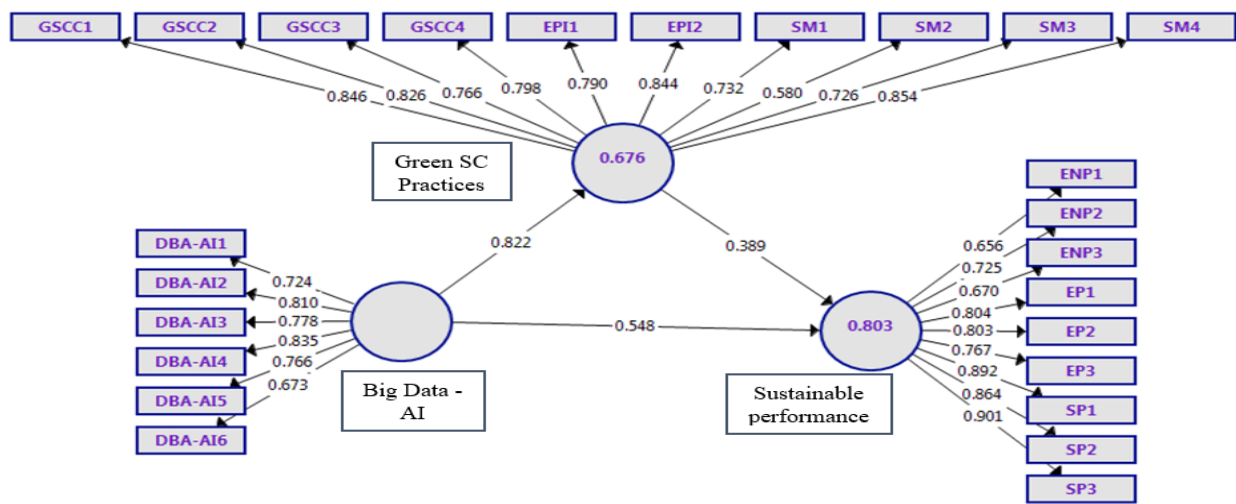 GSCC1 GSCC2 GSCC3 GSCC4 EPI1 EPI2 SM1 SM2 SM3 SM4
0.846 0.826 0.766 0.798 0.790 0.844 0.732 0.580 0.726 0.854
0.676
Green SC
Practices
0.822
0.389
DBA-AI1
DBA-AI2
DBA-AI3
DBA-AI4
DBA-AI5
DBA-AI6
0.724
0.810
0.778
0.835
0.766
0.673
Big Data -
AI
0.548
0.803
Sustainable
performance
0.656
0.725
0.670
0.804
0.803
0.767
0.892
0.864
0.901
ENP1
ENP2
ENP3
EP1
EP2
EP3
SP1
SP2
SP3